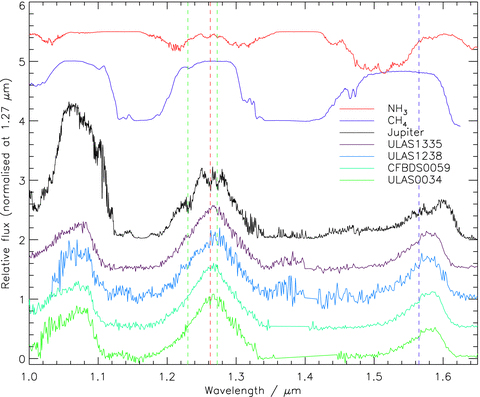 6
5
4
3
2
1
0
Relative flux (normalised at 1.27 μm)
NH₃
CH₄
Jupiter
ULAS1335
ULAS1238
CFBDS0059
ULAS0034
1.0 1.1 1.2 1.3 1.4 1.5 1.6
Wavelength / μm